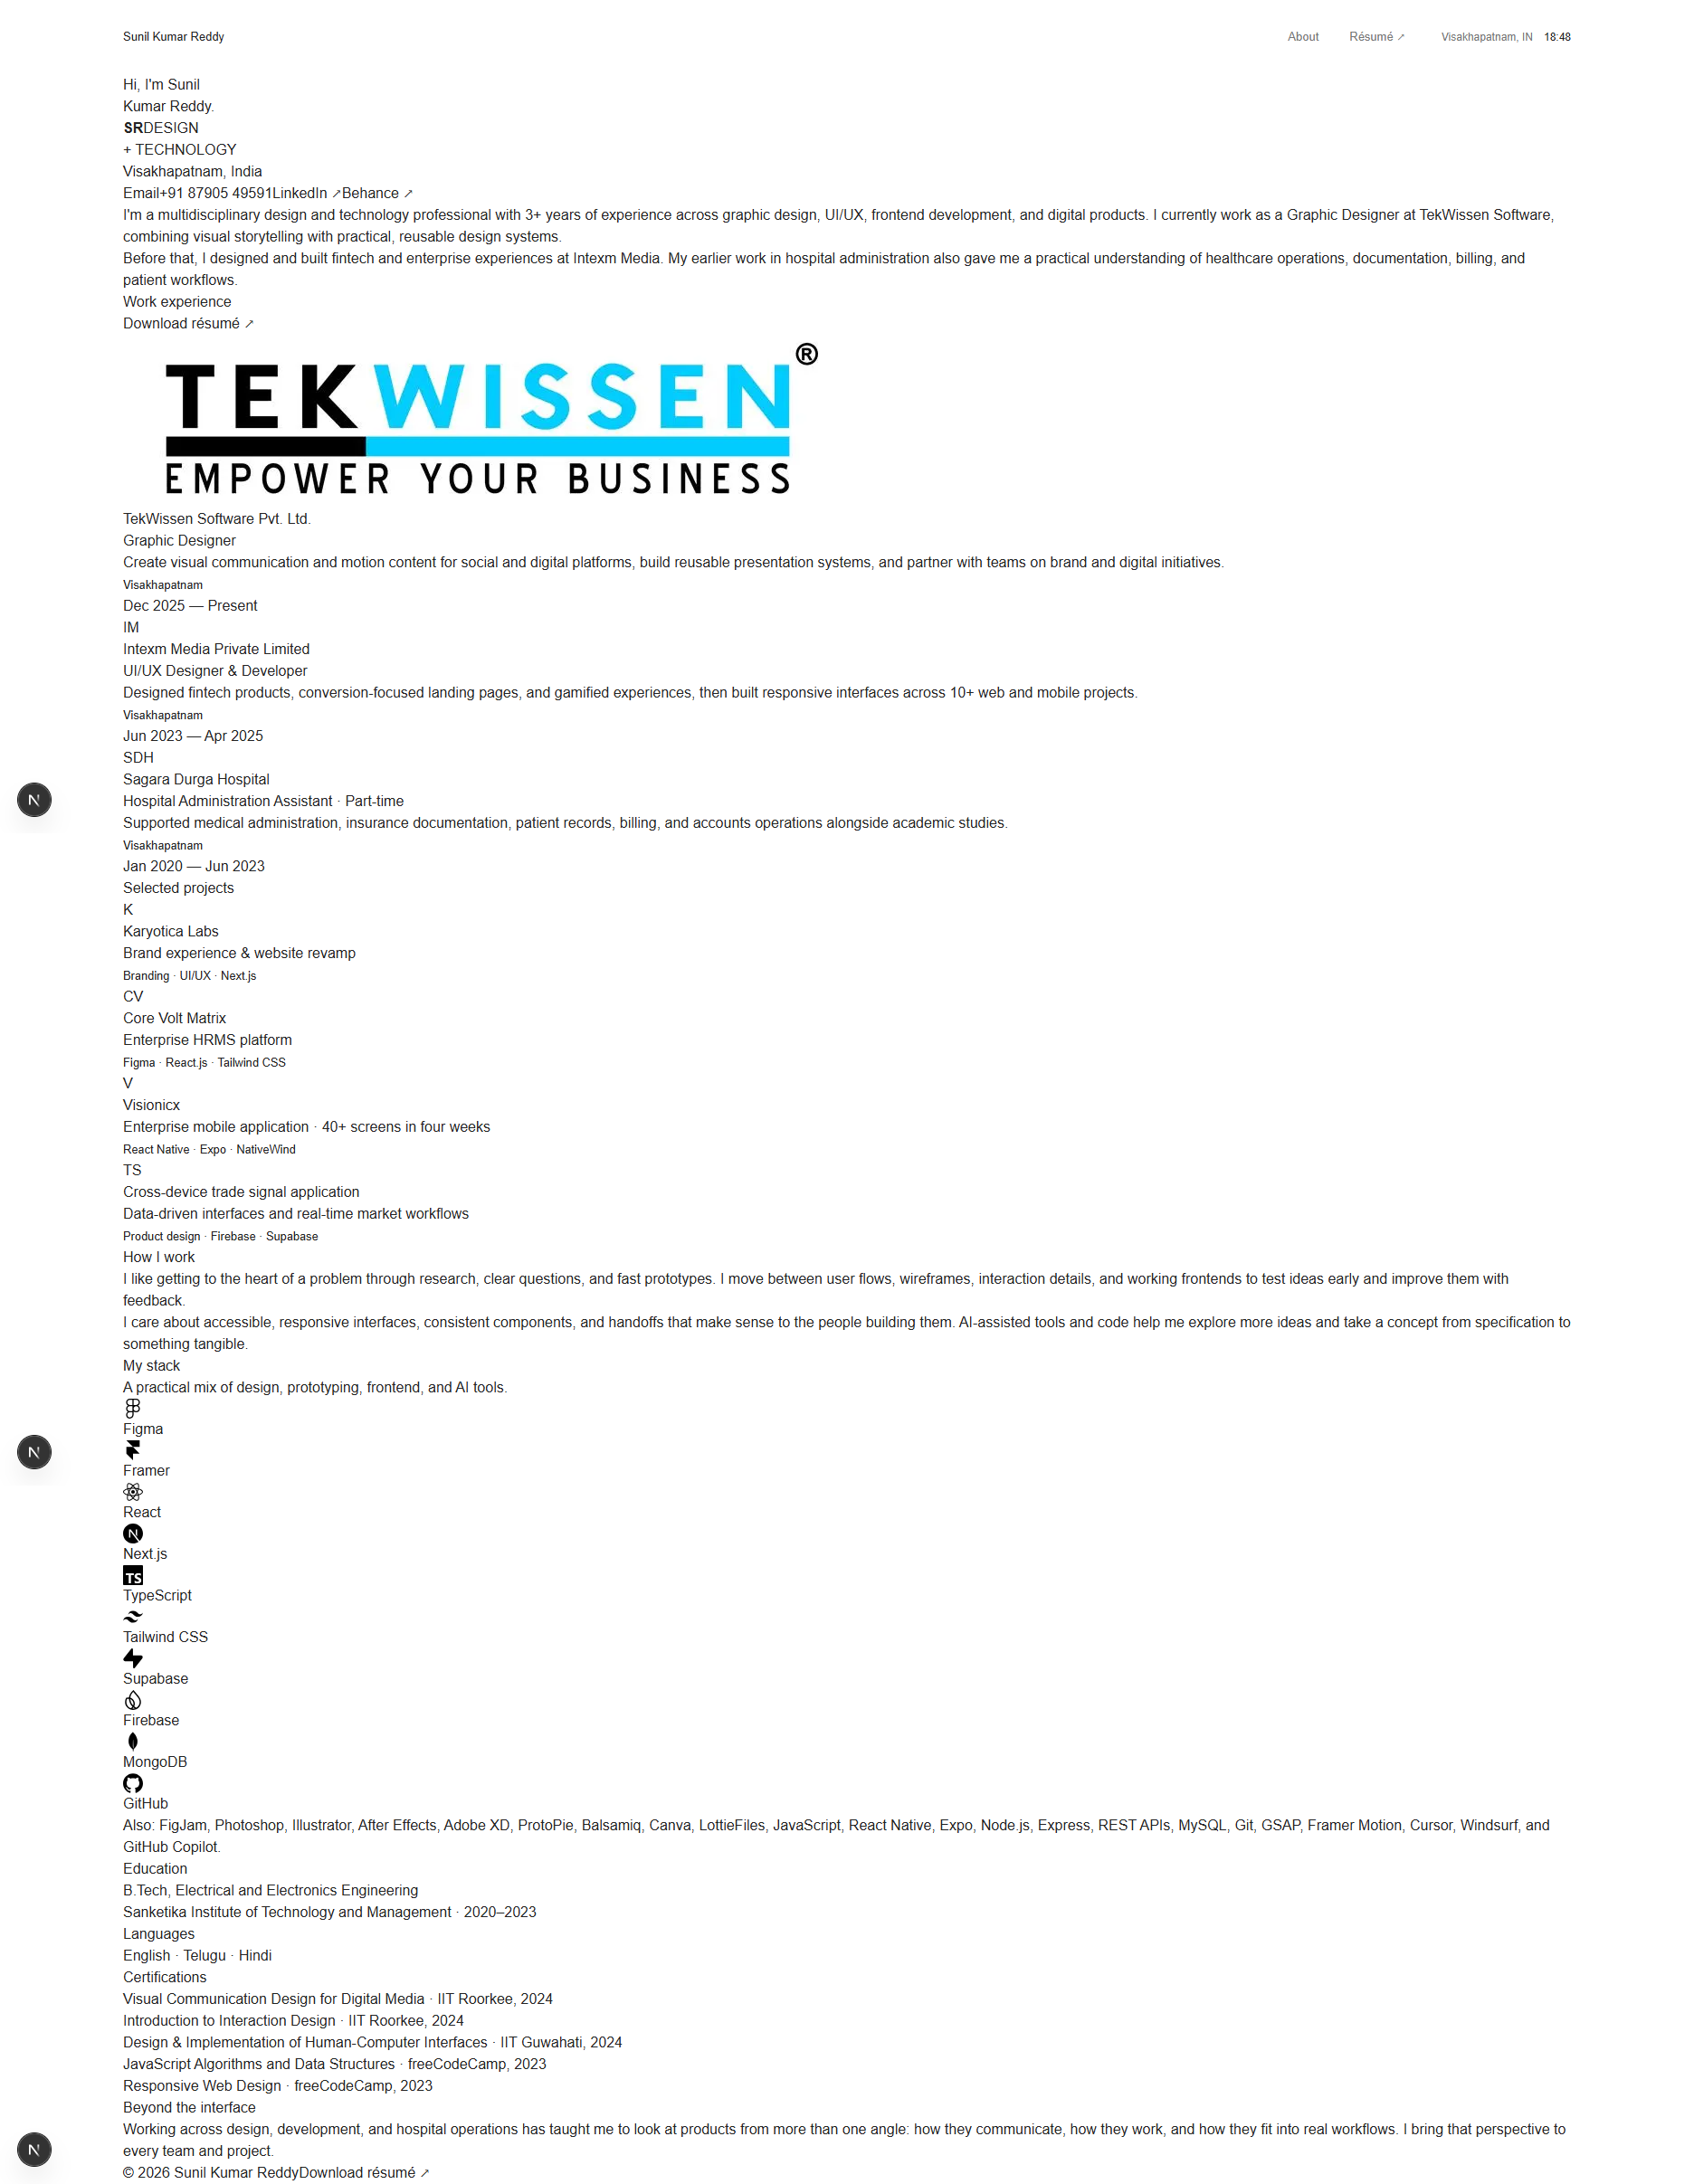 Sunil Kumar Reddy
About Résumé ↗ Visakhapatnam, IN 18:48
Hi, I'm Sunil
Kumar Reddy.
SRDESIGN
+ TECHNOLOGY
Visakhapatnam, India
Email+91 87905 49591LinkedIn ↗Behance ↗
I'm a multidisciplinary design and technology professional with 3+ years of experience across graphic design, UI/UX, frontend development, and digital products. I currently work as a Graphic Designer at TekWissen Software,
combining visual storytelling with practical, reusable design systems.
Before that, I designed and built fintech and enterprise experiences at Intexm Media. My earlier work in hospital administration also gave me a practical understanding of healthcare operations, documentation, billing, and
patient workflows.
Work experience
Download résumé ↗
TEKWISSEN®
EMPOWER YOUR BUSINESS
TekWissen Software Pvt. Ltd.
Graphic Designer
Create visual communication and motion content for social and digital platforms, build reusable presentation systems, and partner with teams on brand and digital initiatives.
Visakhapatnam
Dec 2025 — Present
IM
Intexm Media Private Limited
UI/UX Designer & Developer
Designed fintech products, conversion-focused landing pages, and gamified experiences, then built responsive interfaces across 10+ web and mobile projects.
Visakhapatnam
Jun 2023 — Apr 2025
SDH
Sagara Durga Hospital
N
Hospital Administration Assistant · Part-time
Supported medical administration, insurance documentation, patient records, billing, and accounts operations alongside academic studies.
Visakhapatnam
Jan 2020 — Jun 2023
Selected projects
K
Karyotica Labs
Brand experience & website revamp
Branding · UI/UX · Next.js
CV
Core Volt Matrix
Enterprise HRMS platform
Figma · React.js · Tailwind CSS
V
Visionicx
Enterprise mobile application · 40+ screens in four weeks
React Native · Expo · NativeWind
TS
Cross-device trade signal application
Data-driven interfaces and real-time market workflows
Product design · Firebase · Supabase
How I work
I like getting to the heart of a problem through research, clear questions, and fast prototypes. I move between user flows, wireframes, interaction details, and working frontends to test ideas early and improve them with
feedback.
I care about accessible, responsive interfaces, consistent components, and handoffs that make sense to the people building them. AI-assisted tools and code help me explore more ideas and take a concept from specification to
something tangible.
My stack
A practical mix of design, prototyping, frontend, and AI tools.
Figma
N
Framer
React
N
Next.js
TS
TypeScript
Tailwind CSS
Supabase
Firebase
MongoDB
GitHub
Also: FigJam, Photoshop, Illustrator, After Effects, Adobe XD, ProtoPie, Balsamiq, Canva, LottieFiles, JavaScript, React Native, Expo, Node.js, Express, REST APIs, MySQL, Git, GSAP, Framer Motion, Cursor, Windsurf, and
GitHub Copilot.
Education
B.Tech, Electrical and Electronics Engineering
Sanketika Institute of Technology and Management · 2020–2023
Languages
English · Telugu · Hindi
Certifications
Visual Communication Design for Digital Media · IIT Roorkee, 2024
Introduction to Interaction Design · IIT Roorkee, 2024
Design & Implementation of Human-Computer Interfaces · IIT Guwahati, 2024
JavaScript Algorithms and Data Structures · freeCodeCamp, 2023
Responsive Web Design · freeCodeCamp, 2023
Beyond the interface
Working across design, development, and hospital operations has taught me to look at products from more than one angle: how they communicate, how they work, and how they fit into real workflows. I bring that perspective to
N
every team and project.
© 2026 Sunil Kumar ReddyDownload résumé ↗